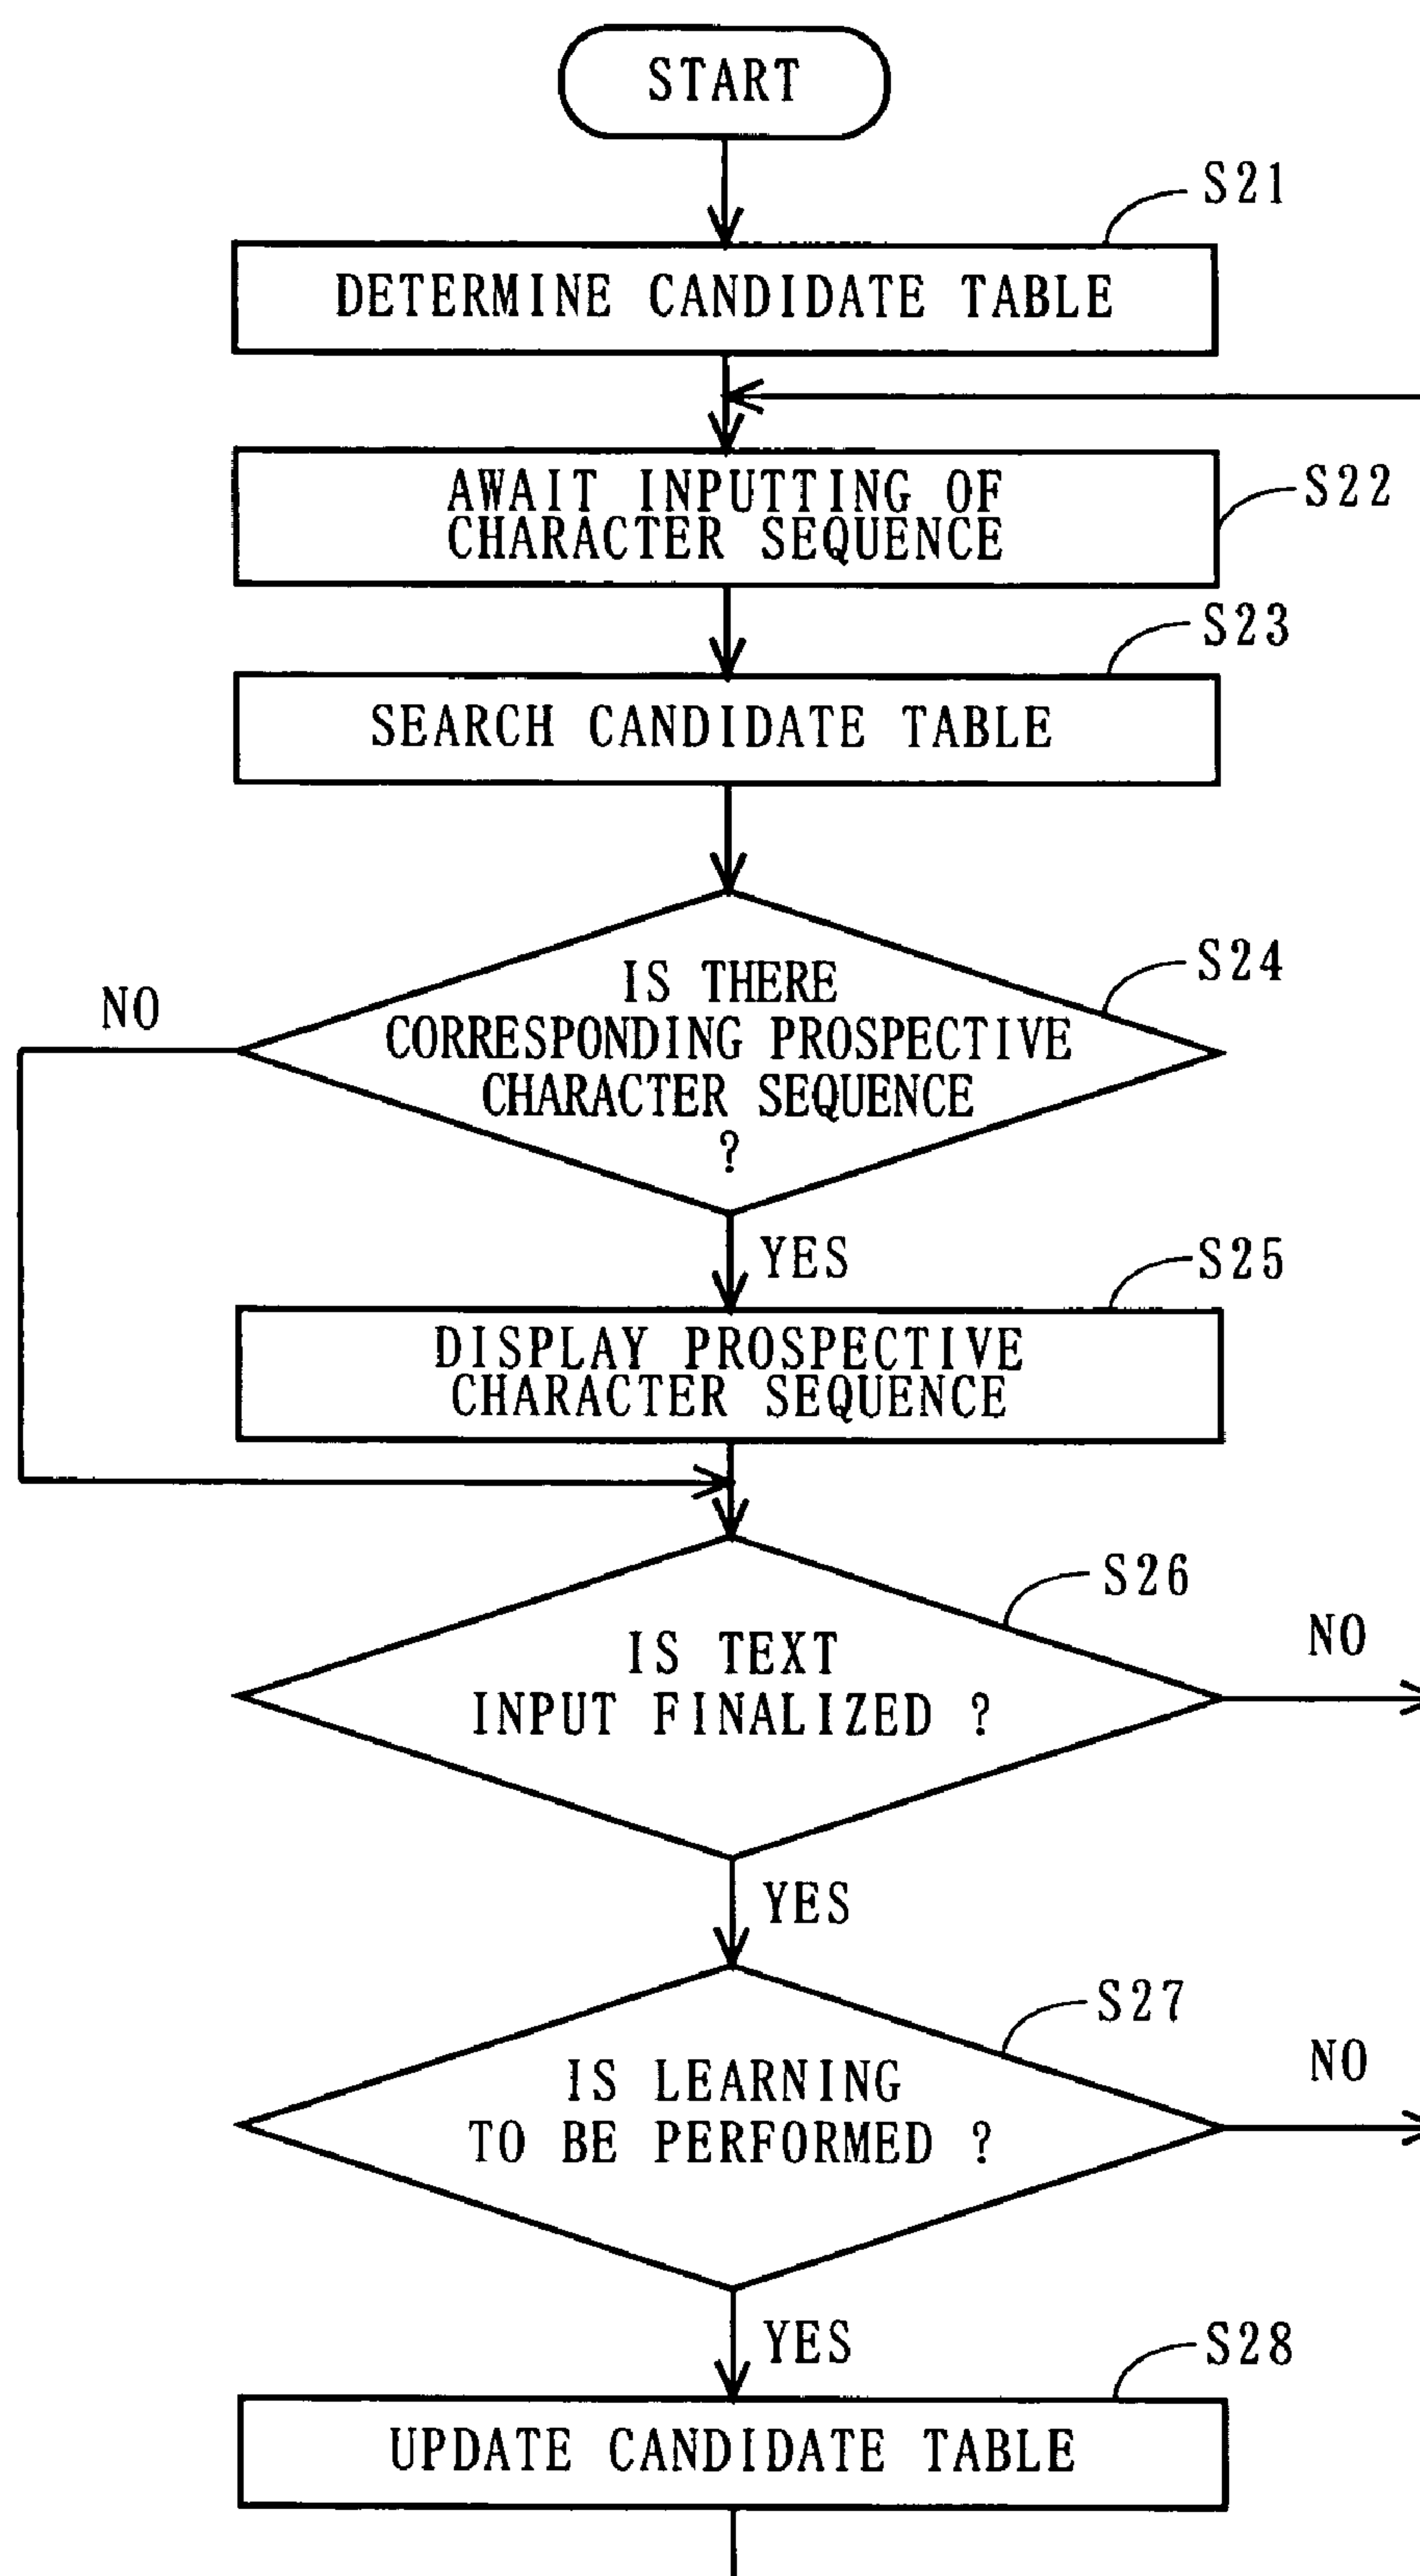 START
S21
DETERMINE CANDIDATE TABLE
AWAIT INPUTTING OF
CHARACTER SEQUENCE
S22
S23
SEARCH CANDIDATE TABLE
S24
NO
IS THERE
CORRESPONDING PROSPECTIVE
CHARACTER SEQUENCE
?
YES
S25
DISPLAY PROSPECTIVE
CHARACTER SEQUENCE
S26
NO
IS TEXT
INPUT FINALIZED ?
YES
S27
NO
IS LEARNING
TO BE PERFORMED ?
YES
S28
UPDATE CANDIDATE TABLE